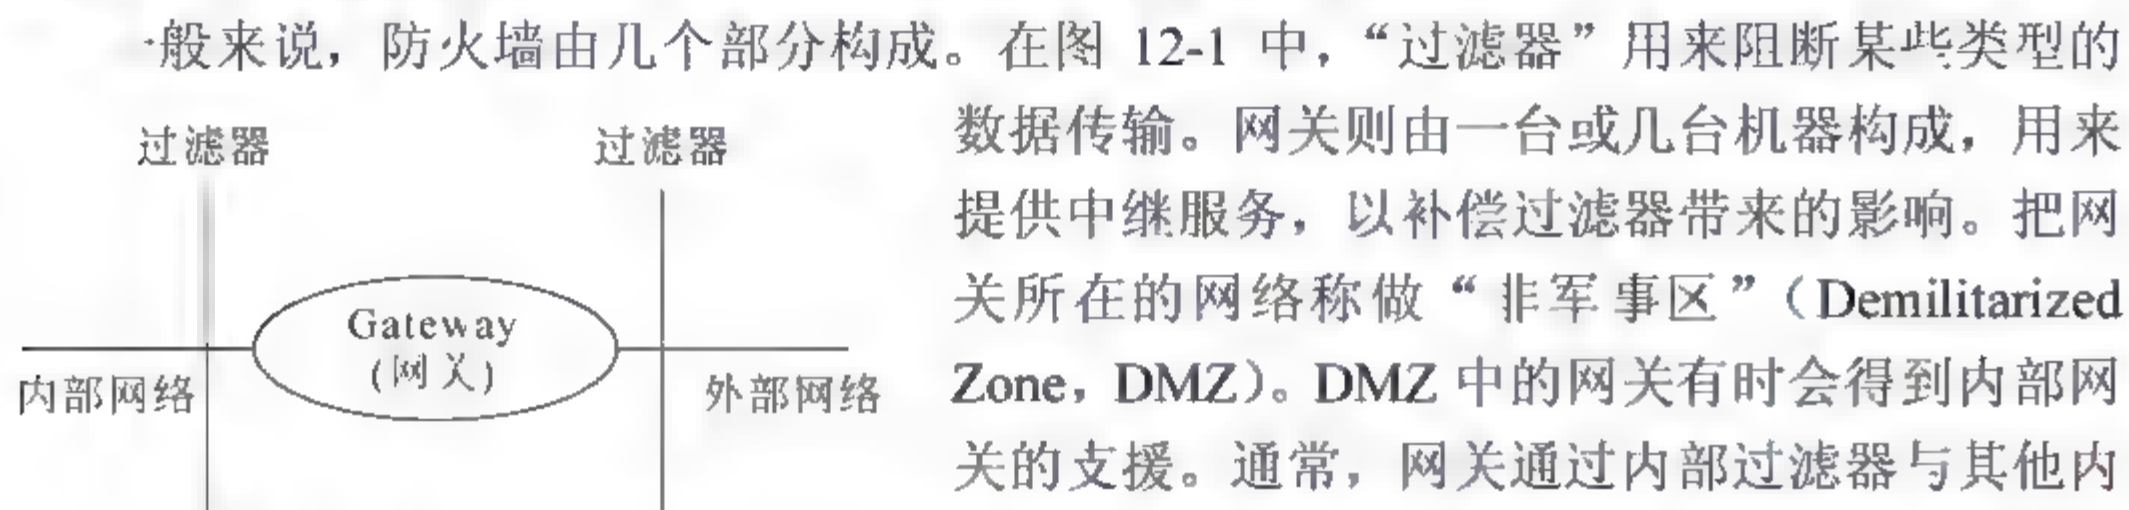 一般来说，防火墙由几个部分构成。在图 12-1 中，“过滤器”用来阻断某些类型的
数据传输。网关则由一台或几台机器构成，用来
提供中继服务，以补偿过滤器带来的影响。把网
关所在的网络称做“非军事区”（Demilitarized
Zone，DMZ）。DMZ 中的网关有时会得到内部网
关的支援。通常，网关通过内部过滤器与其他内
过滤器
过滤器
Gateway
(网关)
内部网络
外部网络